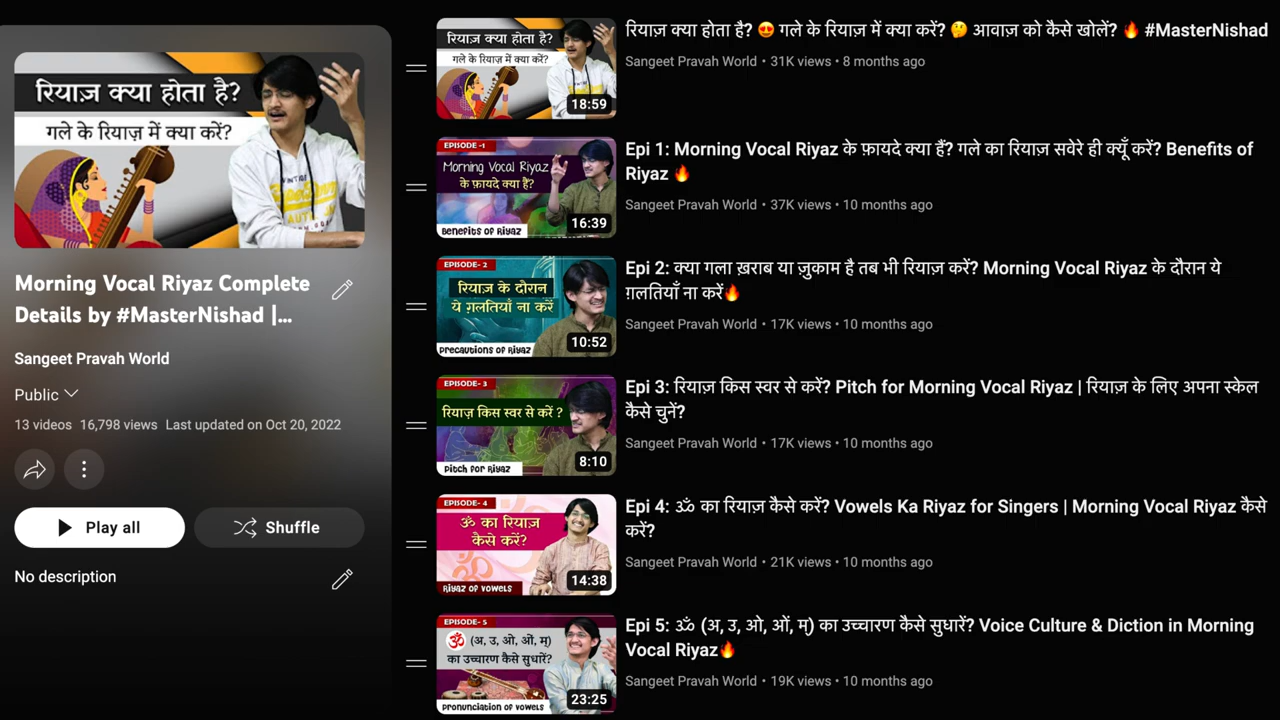 रियाज़ क्या होता है?
गले के रियाज़ में क्या करें?
Morning Vocal Riyaz Complete
Details by #MasterNishad |...
Sangeet Pravah World
Public
13 videos 16,798 views Last updated on Oct 20, 2022
Play all
Shuffle
No description
रियाज़ क्या होता है?
गले के रियाज़ में क्या करें?
18:59
रियाज़ क्या होता है? 😍 गले के रियाज़ में क्या करें? 🤔 आवाज़ को कैसे खोलें? 🔥 #MasterNishad
Sangeet Pravah World • 31K views • 8 months ago
EPISODE -1
Morning Vocal Riyaz
के फ़ायदे क्या हैं?
Benefits of Riyaz
16:39
Epi 1: Morning Vocal Riyaz के फ़ायदे क्या हैं? गले का रियाज़ सवेरे ही क्यूँ करें? Benefits of
Riyaz 🔥
Sangeet Pravah World • 37K views • 10 months ago
EPISODE- 2
रियाज़ के दौरान
ये ग़लतियाँ ना करें
Precautions of Riyaz
10:52
Epi 2: क्या गला ख़राब या ज़ुकाम है तब भी रियाज़ करें? Morning Vocal Riyaz के दौरान ये
ग़लतियाँ ना करें🔥
Sangeet Pravah World • 17K views • 10 months ago
EPISODE- 3
रियाज़ किस स्वर से करें ?
Pitch for Riyaz
8:10
Epi 3: रियाज़ किस स्वर से करें? Pitch for Morning Vocal Riyaz | रियाज़ के लिए अपना स्केल
कैसे चुनें?
Sangeet Pravah World • 17K views • 10 months ago
EPISODE- 4
ॐ का रियाज़
कैसे करें?
Riyaz of Vowels
14:38
Epi 4: ॐ का रियाज़ कैसे करें? Vowels Ka Riyaz for Singers | Morning Vocal Riyaz कैसे
करें?
Sangeet Pravah World • 21K views • 10 months ago
EPISODE- 5
ॐ (अ, उ, ओ, ओं, म्)
का उच्चारण कैसे सुधारें?
Pronunciation of Vowels
23:25
Epi 5: ॐ (अ, उ, ओ, ओं, म्) का उच्चारण कैसे सुधारें? Voice Culture & Diction in Morning
Vocal Riyaz🔥
Sangeet Pravah World • 19K views • 10 months ago